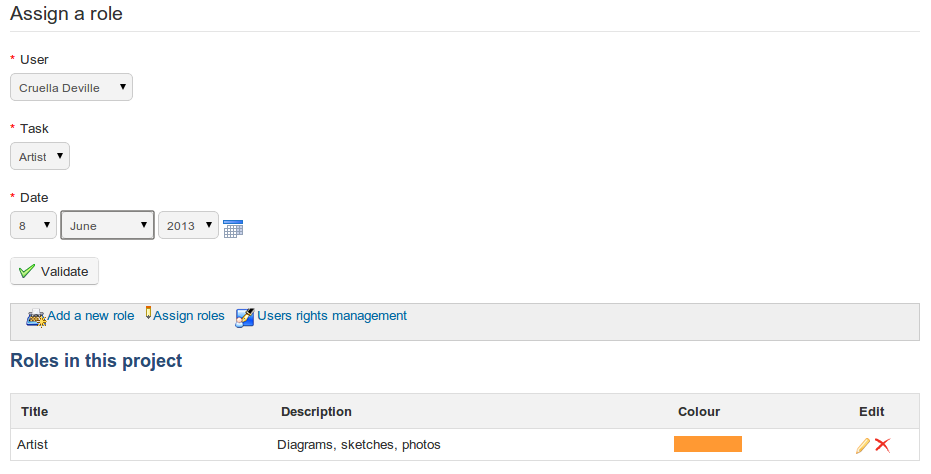 Assign a role
* User
Cruella Deville
* Task
Artist
* Date
8 June 2013
Validate
Add a new role Assign roles Users rights management
Roles in this project
Title Description Colour Edit
Artist Diagrams, sketches, photos